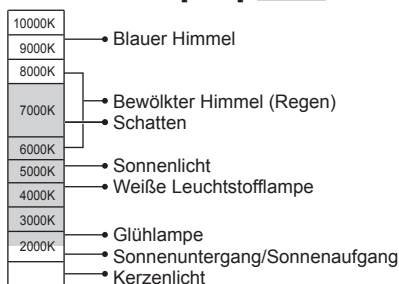 10000K
9000K
Blauer Himmel
8000K
7000K
Bewölkter Himmel (Regen)
Schatten
6000K
5000K
Sonnenlicht
4000K
Weiße Leuchtstofflampe
3000K
2000K
Glühlampe
Sonnenuntergang/Sonnenaufgang
Kerzenlicht